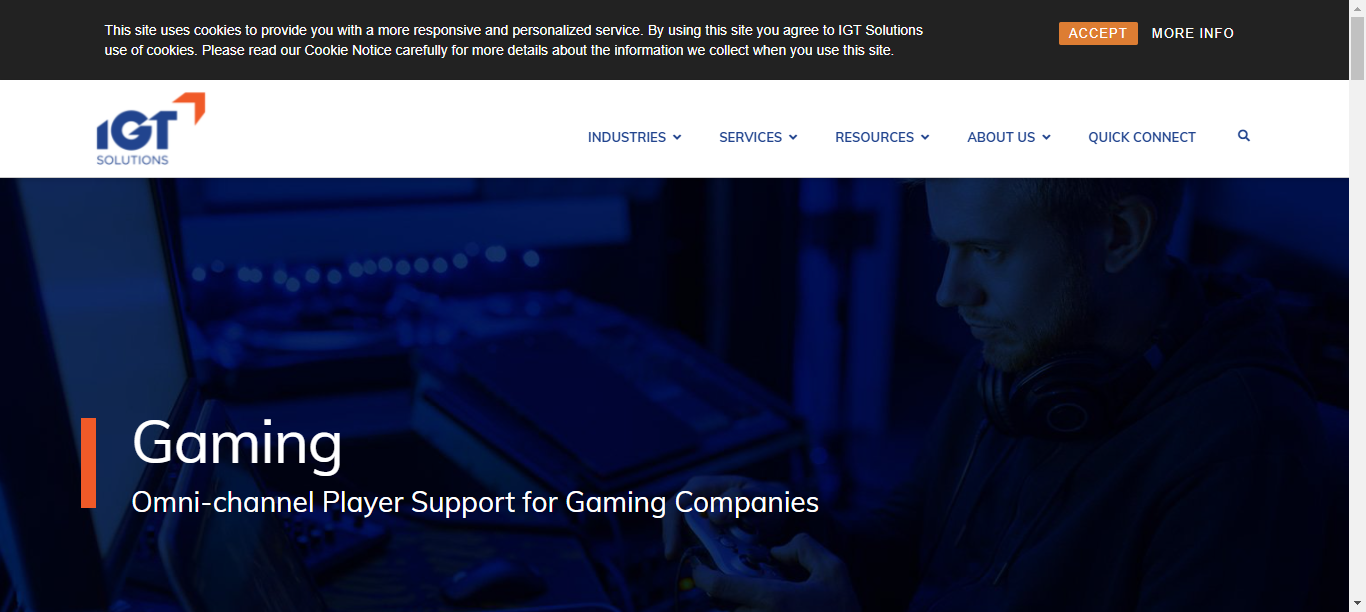 This site uses cookies to provide you with a more responsive and personalized service. By using this site you agree to IGT Solutions
use of cookies. Please read our Cookie Notice carefully for more details about the information we collect when you use this site.
ACCEPT
MORE INFO
IGT
SOLUTIONS
INDUSTRIES
SERVICES
RESOURCES
ABOUT US
QUICK CONNECT
Gaming
Omni-channel Player Support for Gaming Companies